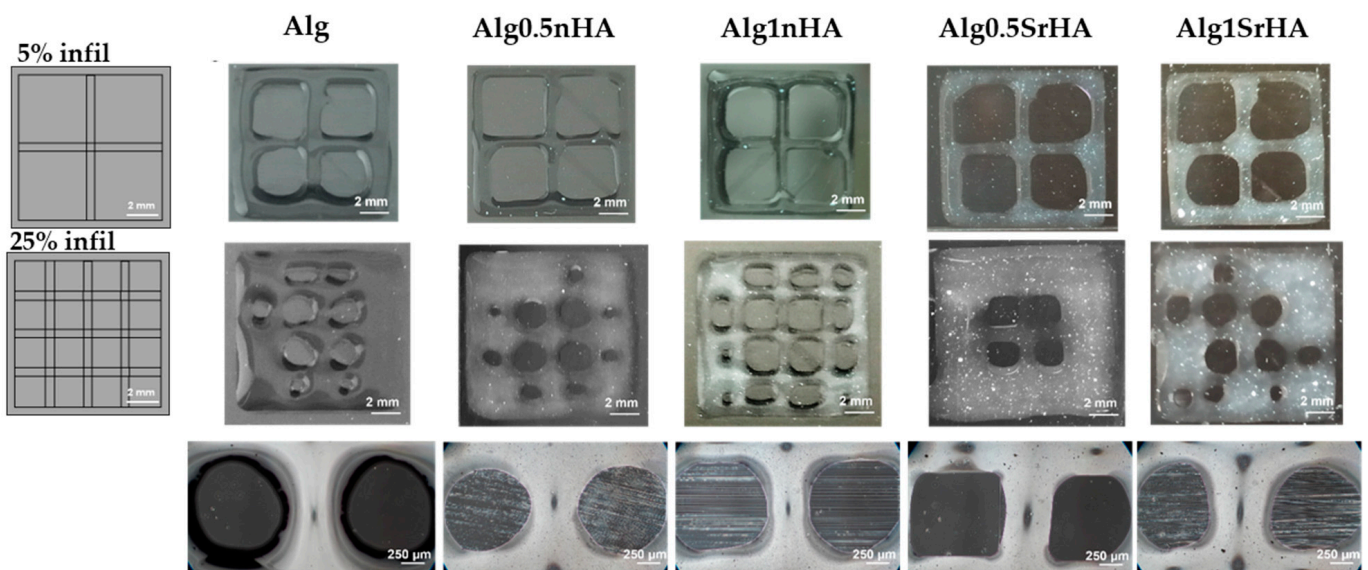 Alg
Alg0.5nHA
Alg1nHA
Alg0.5SrHA
Alg1SrHA
5% infil
2 mm
2 mm
2 mm
2 mm
2 mm
2 mm
25% infil
2 mm
2 mm
2 mm
2 mm
2 mm
2 mm
250 µm
250 µm
250 µm
250 µm
250 µm